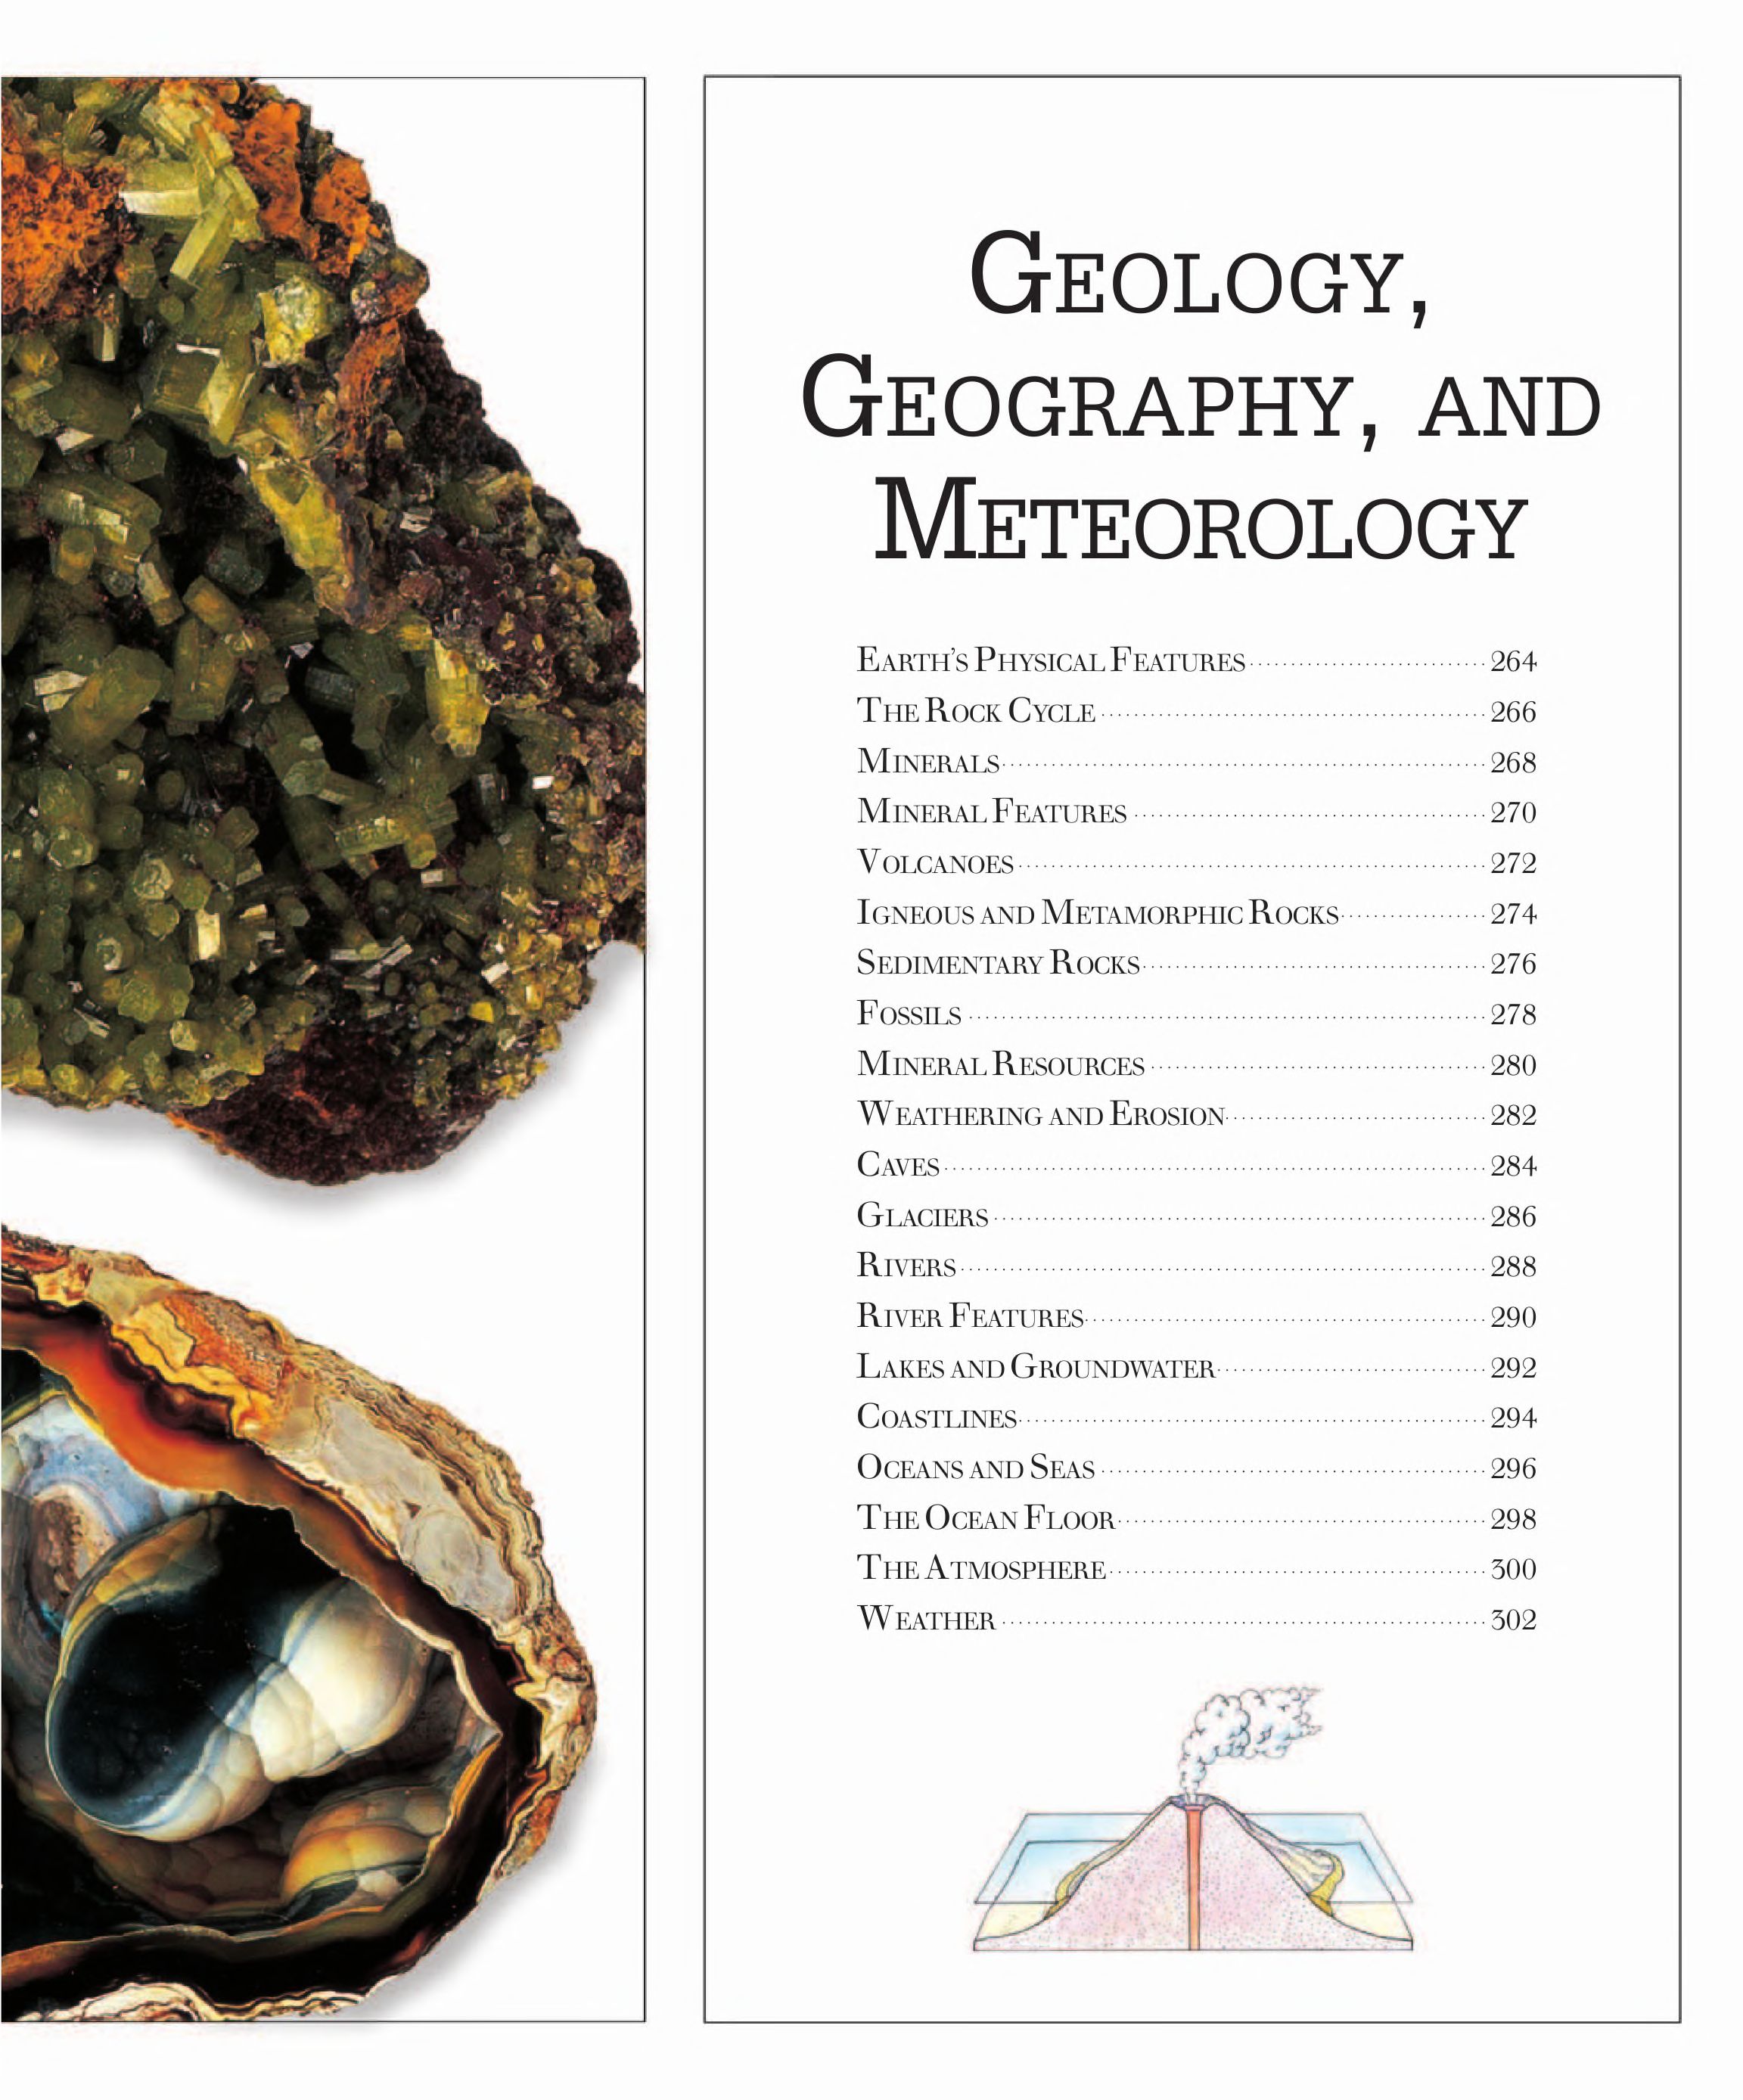 GEOLOGY,
GEOGRAPHY, AND
METEOROLOGY
EARTH'S PHYSICAL FEATURES 264
THE ROCK CYCLE 266
MINERALS 268
MINERAL FEATURES 270
VOLCANOES 272
IGNEOUS AND METAMORPHIC ROCKS 274
SEDIMENTARY ROCKS 276
FOSSILS 278
MINERAL RESOURCES 280
WEATHERING AND EROSION 282
CAVES 284
GLACIERS 286
RIVERS 288
RIVER FEATURES 290
LAKES AND GROUNDWATER 292
COASTLINES 294
OCEANS AND SEAS 296
THE OCEAN FLOOR 298
THE ATMOSPHERE 300
WEATHER 302